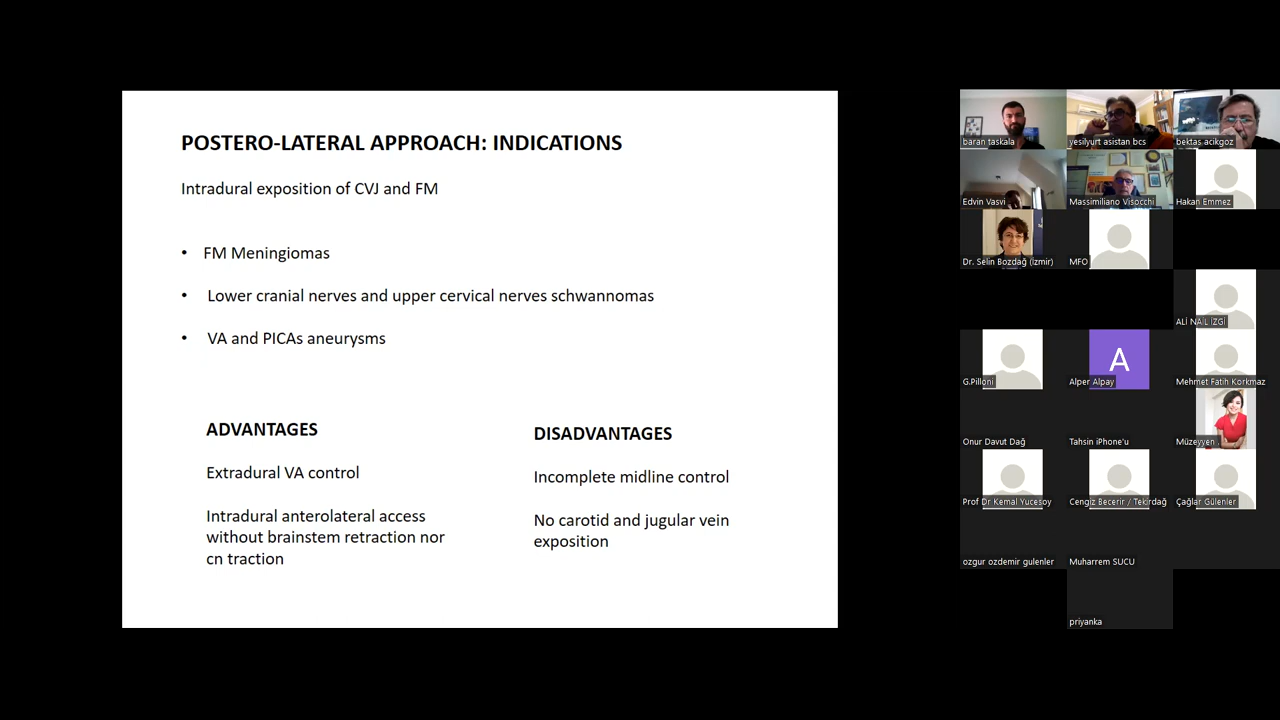 POSTERO-LATERAL APPROACH: INDICATIONS
Intradural exposition of CVJ and FM
• FM Meningiomas
• Lower cranial nerves and upper cervical nerves schwannomas
• VA and PICAs aneurysms
ADVANTAGES
Extradural VA control
Intradural anterolateral access
without brainstem retraction nor
cn traction
DISADVANTAGES
Incomplete midline control
No carotid and jugular vein
exposition
baran taskala
yesilyurt asistan bcs
bektas acikgoz
Edvin Vasvi
Massimiliano Visocchi
Hakan Emmez
Dr. Selin Bozdağ (İzmir)
MFO
ALİ NAİL İZGİ
G.Pilloni
A
Alper Alpay
Mehmet Fatih Korkmaz
Onur Davut Dağ
Tahsin iPhone'u
Müzeyyen
Prof Dr Kemal Yucesoy
Cengiz Becerir / Tekirdağ
Çağlar Gülenler
ozgur ozdemir gulenler
Muharrem SUCU
priyanka